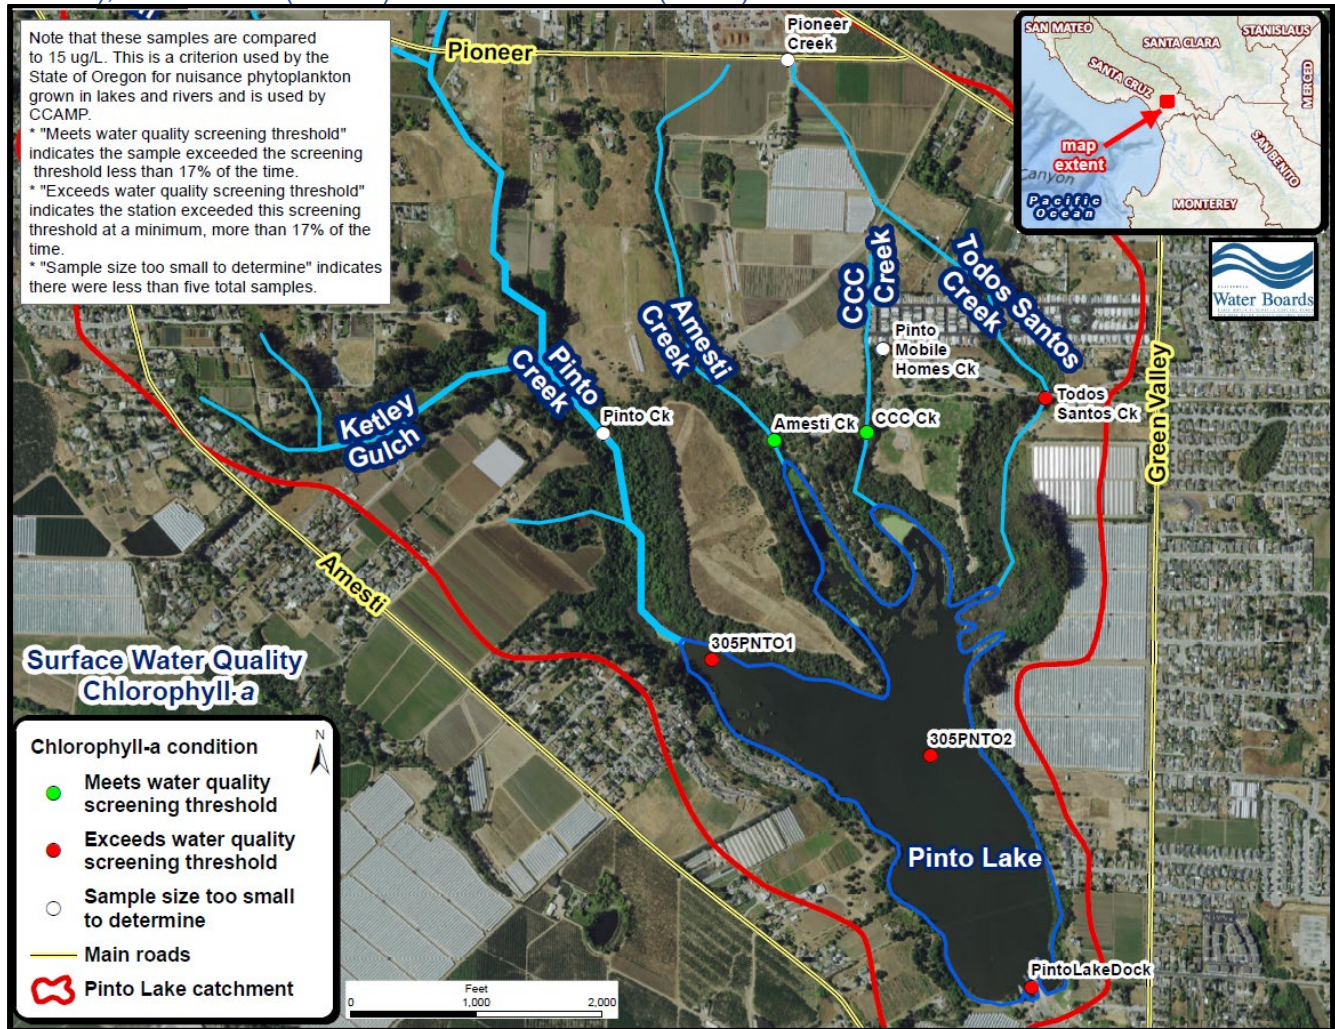 Note that these samples are compared
to 15 ug/L. This is a criterion used by the
State of Oregon for nuisance phytoplankton
grown in lakes and rivers and is used by
CCAMP.
* "Meets water quality screening threshold"
indicates the sample exceeded the screening
threshold less than 17% of the time.
* "Exceeds water quality screening threshold"
indicates the station exceeded this screening
threshold at a minimum, more than 17% of the
time.
* "Sample size too small to determine" indicates
there were less than five total samples.
Pioneer
Pioneer
Creek
SAN MATEO
SANTA CLARA
STANISLAUS
SANTA CRUZ
MERCED
map
extent
SAN BENITO
Canyon
Pacific
Ocean
MONTEREY
CALIFORNIA
Water Boards
CCC
Creek
Todos Santos
Creek
Amesti
Creek
Pinto
Mobile
Homes Ck
Pinto
Creek
Ketley
Gulch
Pinto Ck
Amesti Ck
CCC Ck
Todos
Santos Ck
Green Valley
Amesti
305PNTO1
305PNTO2
Pinto Lake
PintoLakeDock
Surface Water Quality
Chlorophyll-a
Chlorophyll-a condition
N
Meets water quality
screening threshold
Exceeds water quality
screening threshold
Sample size too small
to determine
Main roads
Pinto Lake catchment
Feet
0 1,000 2,000